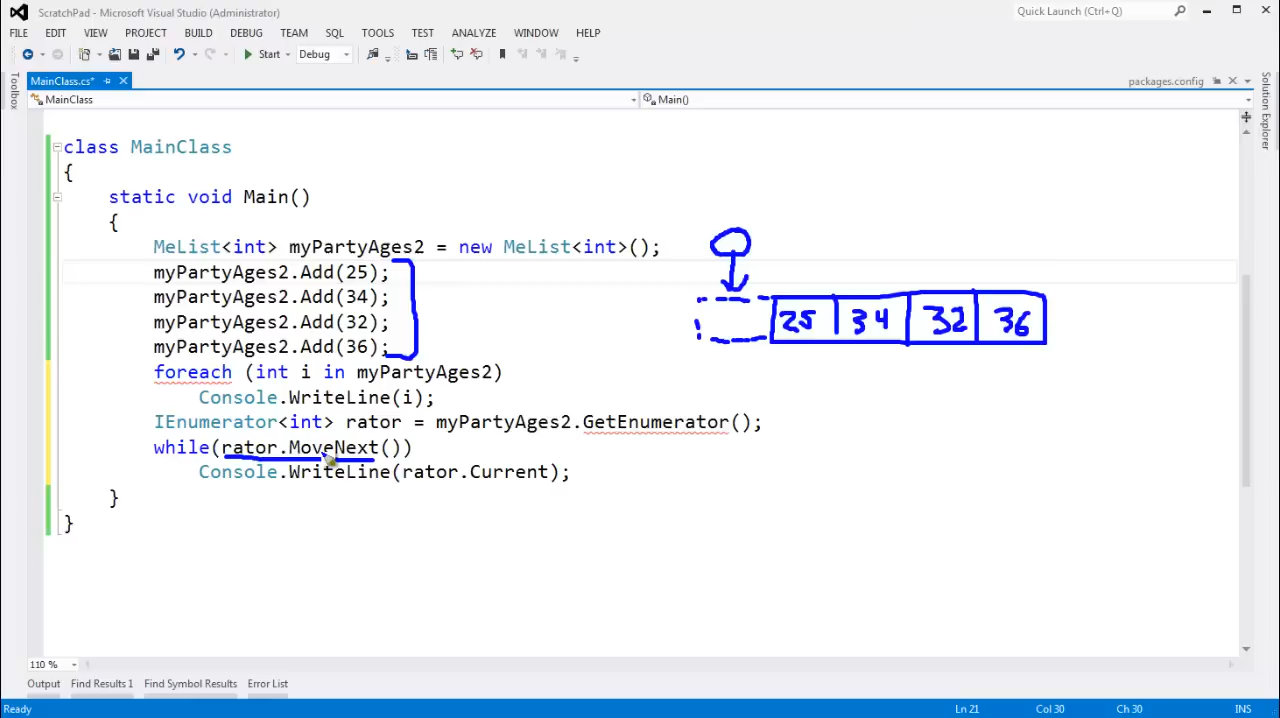 ScratchPad - Microsoft Visual Studio (Administrator)
Quick Launch (Ctrl+Q)
FILE EDIT VIEW PROJECT BUILD DEBUG TEAM SQL TOOLS TEST ANALYZE WINDOW HELP
Start Debug
Toolbox
MainClass.cs*
packages.config
Solution Explorer
MainClass
Main()
class MainClass
{
static void Main()
{
MeList<int> myPartyAges2 = new MeList<int>();
myPartyAges2.Add(25);
myPartyAges2.Add(34);
myPartyAges2.Add(32);
myPartyAges2.Add(36);
25 34 32 36
foreach (int i in myPartyAges2)
Console.WriteLine(i);
IEnumerator<int> rator = myPartyAges2.GetEnumerator();
while(rator.MoveNext())
Console.WriteLine(rator.Current);
}
}
110 %
Output Find Results 1 Find Symbol Results Error List
Ready Ln 21 Col 30 Ch 30 INS